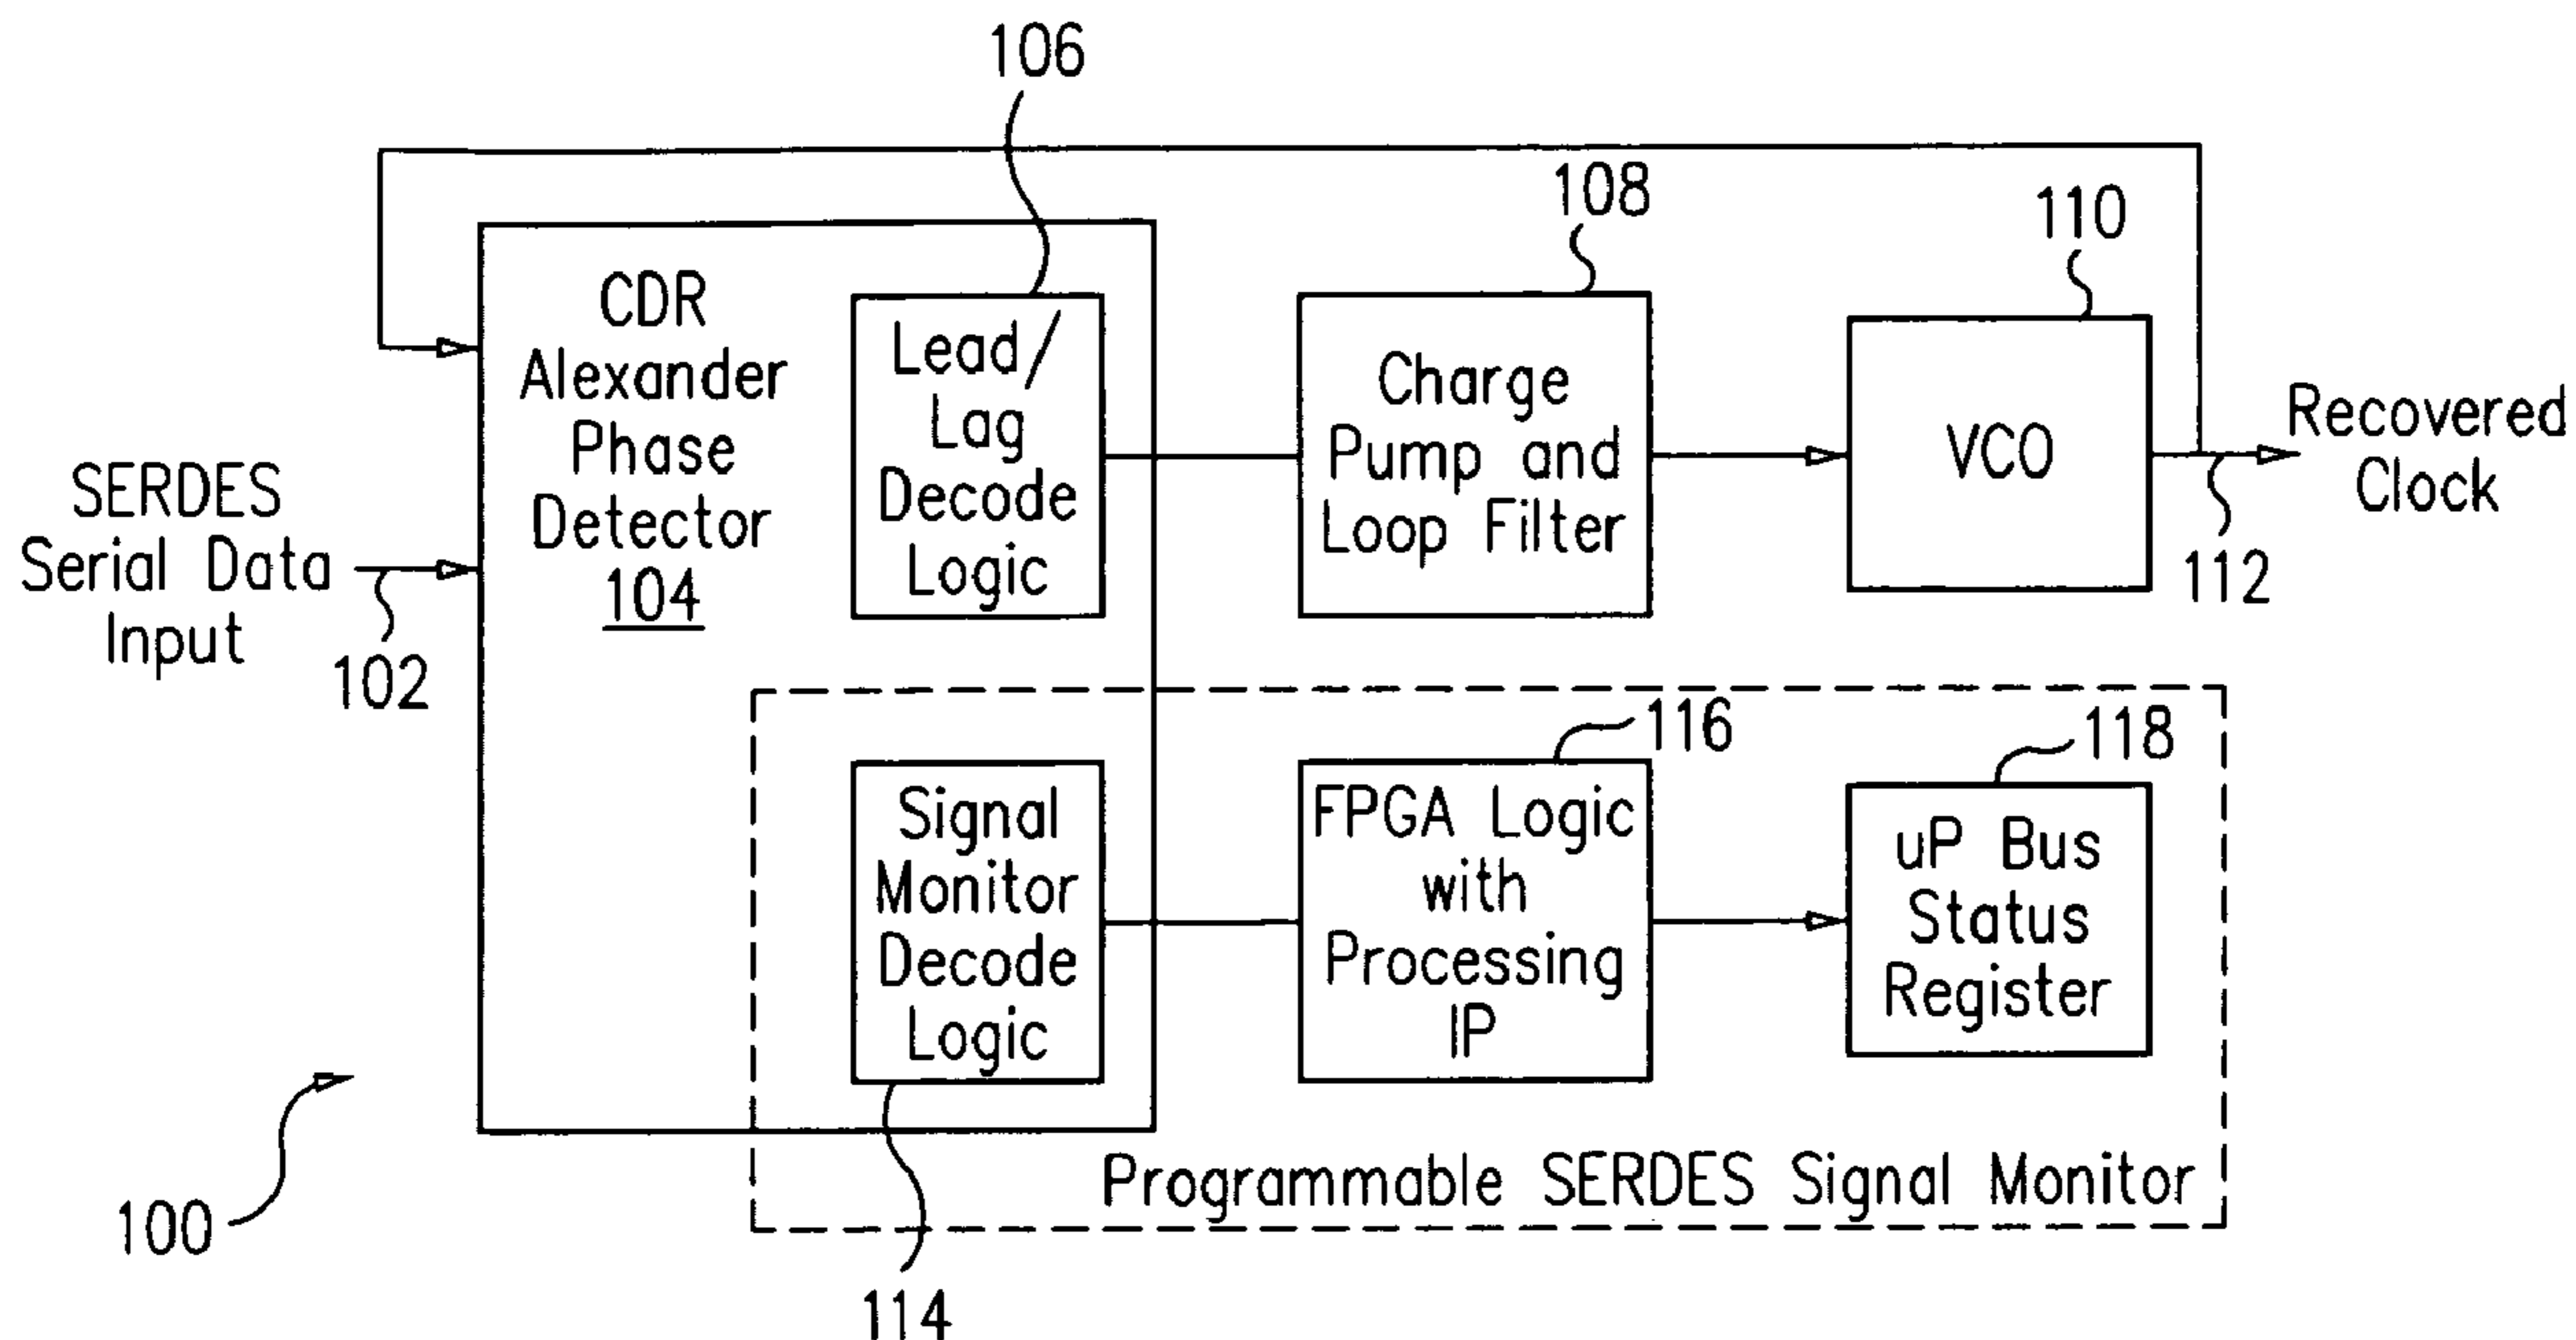 106
108
110
CDR
Alexander
Phase
Detector
104
Lead/
Lag
Decode
Logic
Charge
Pump and
Loop Filter
VCO
Recovered
Clock
112
SERDES
Serial Data
Input
102
116
118
Signal
Monitor
Decode
Logic
FPGA Logic
with
Processing
IP
uP Bus
Status
Register
Programmable SERDES Signal Monitor
100
114